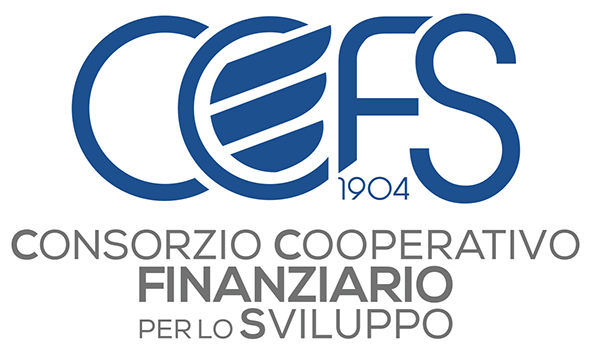 CCFS
1904
CONSORZIO COOPERATIVO
FINANZIARIO
PER LO SVILUPPO